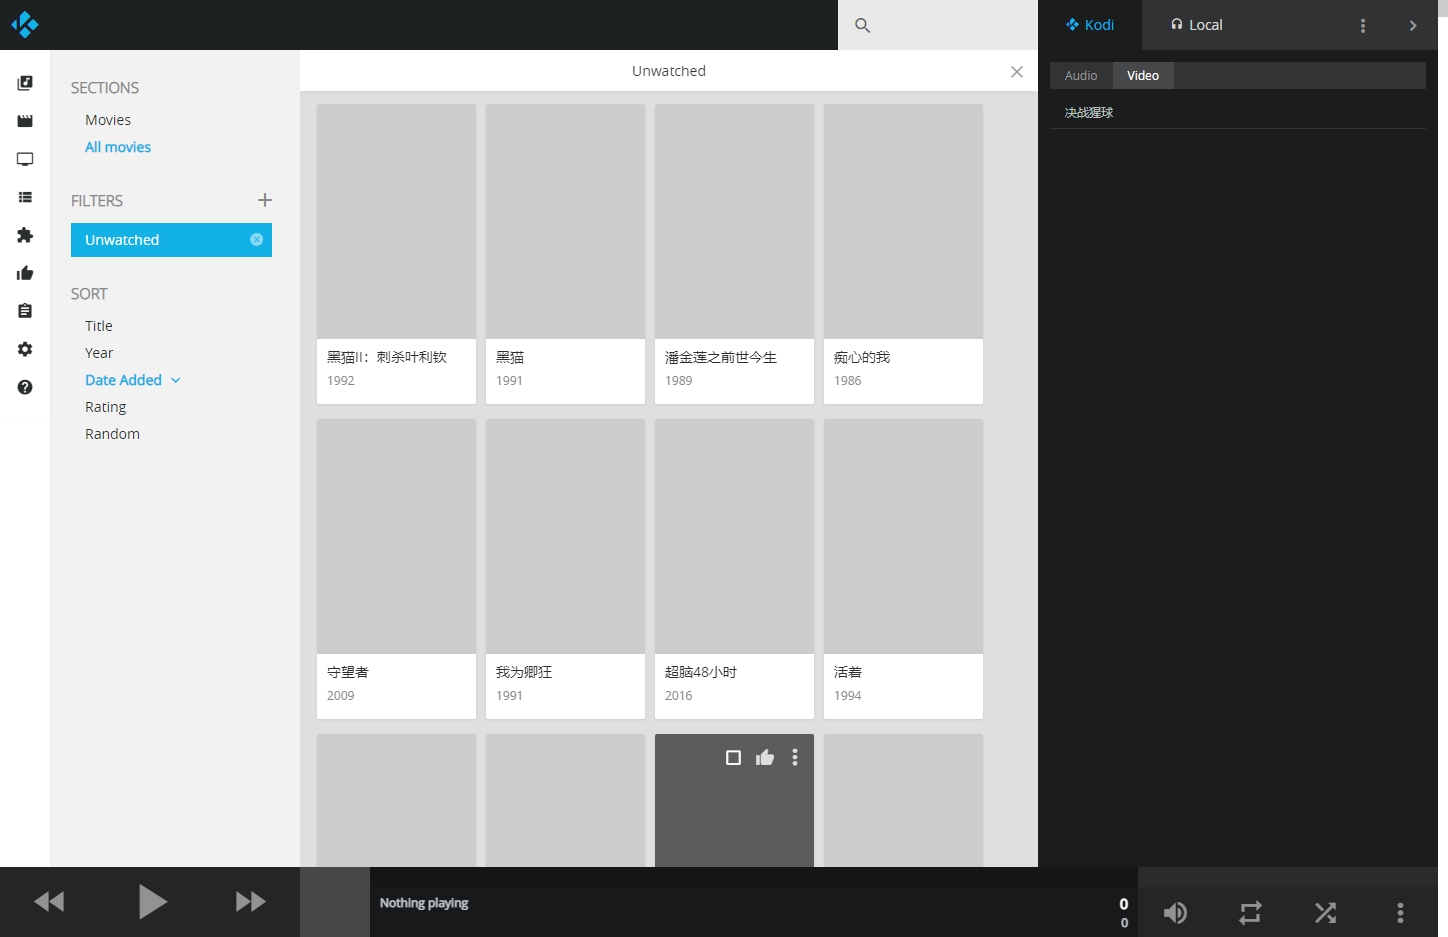 Kodi
Local
SECTIONS
Movies
All movies
FILTERS
Unwatched
SORT
Title
Year
Date Added
Rating
Random
Unwatched
黑猫II：刺杀叶利钦
1992
黑猫
1991
潘金莲之前世今生
1989
痴心的我
1986
守望者
2009
我为卿狂
1991
超脑48小时
2016
活着
1994
Audio Video
决战猩球
Nothing playing
0
0